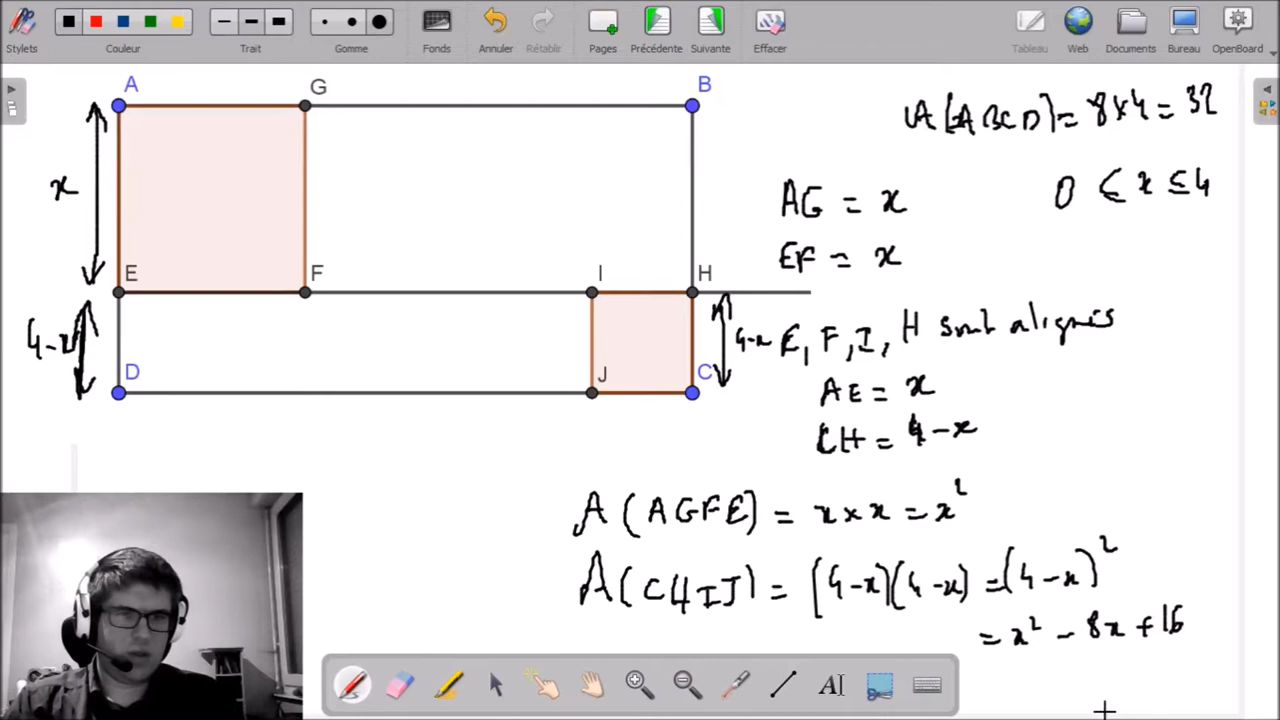 Stylets Couleur Trait Gomme Fonds Annuler Rétablir Pages Précédente Suivante Effacer Tableau Web Documents Bureau OpenBoard
A G B
x
E F I H
4-x
D J C
4-x
A(ABCD)= 8×4=32
0 ≤ x ≤ 4
AG = x
EF = x
E, F, I, H sont alignés
AE = x
CH = 4-x
A(AGFE) = x×x = x²
A(CHIJ) = (4-x)(4-x) = (4-x)²
= x² - 8x + 16
AI